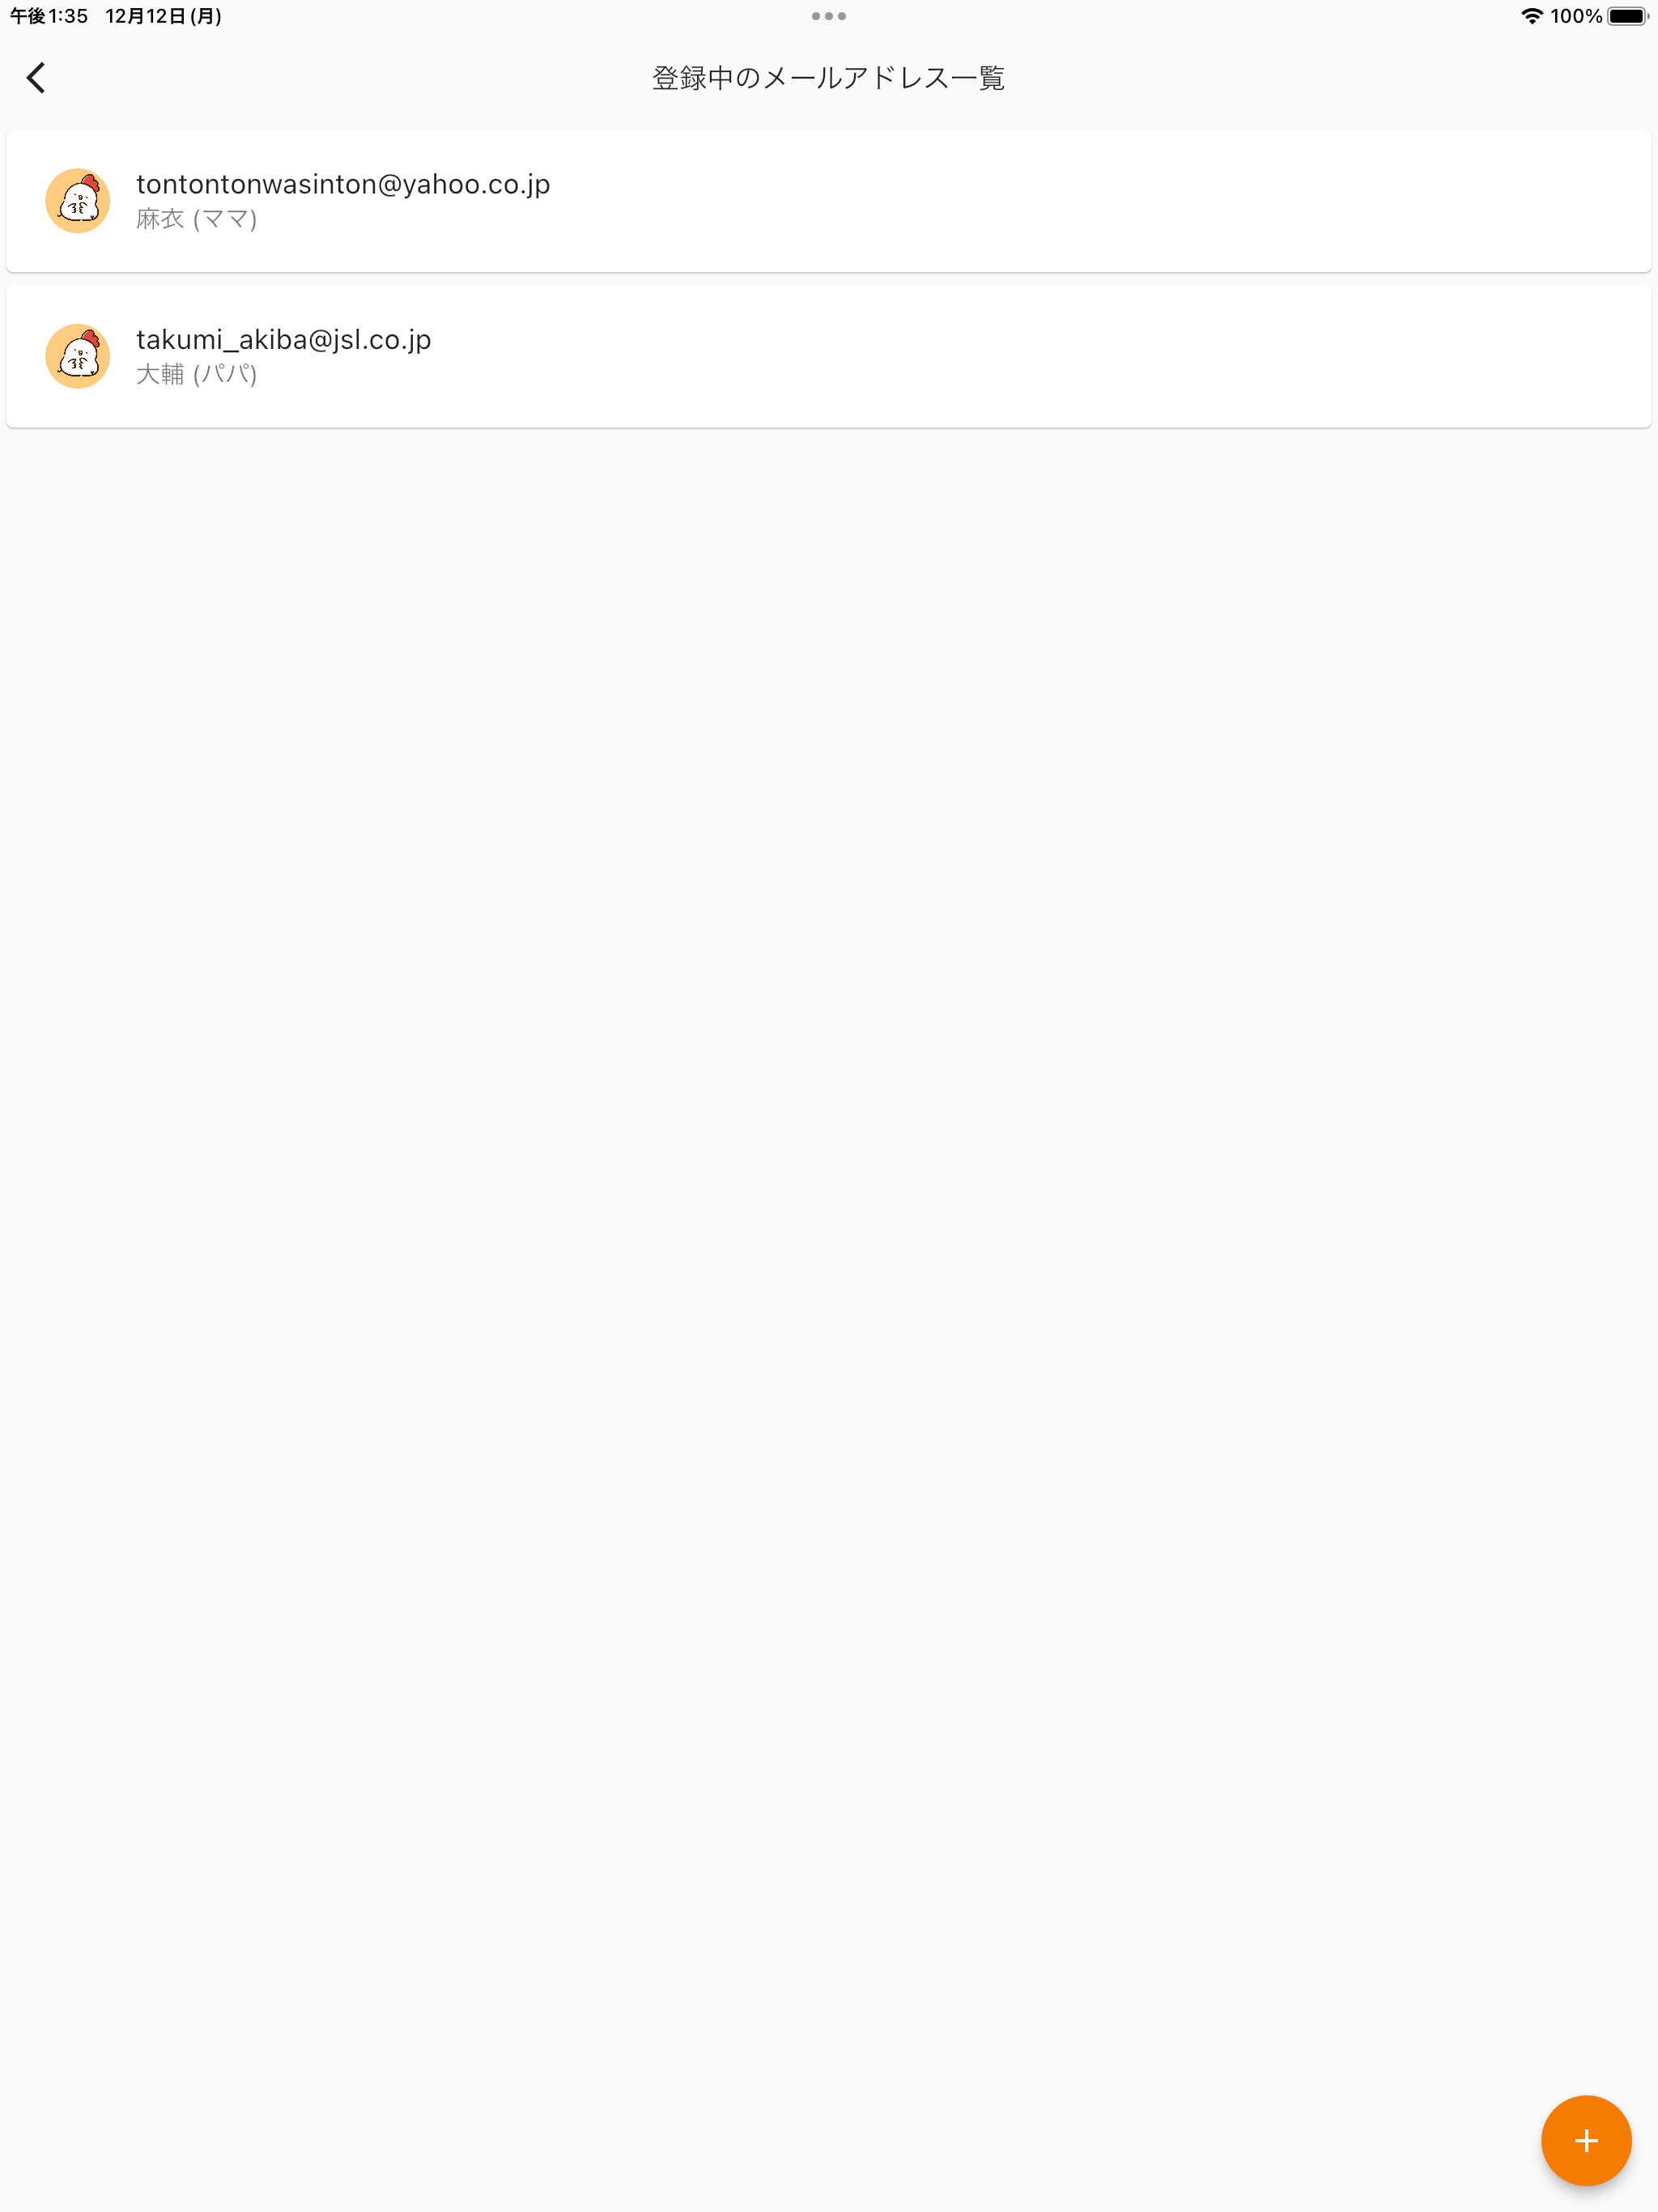 午後1:35 12月12日(月)
100%
登録中のメールアドレス一覧
tontontonwasinton@yahoo.co.jp
麻衣 (ママ)
takumi_akiba@jsl.co.jp
大輔 (パパ)